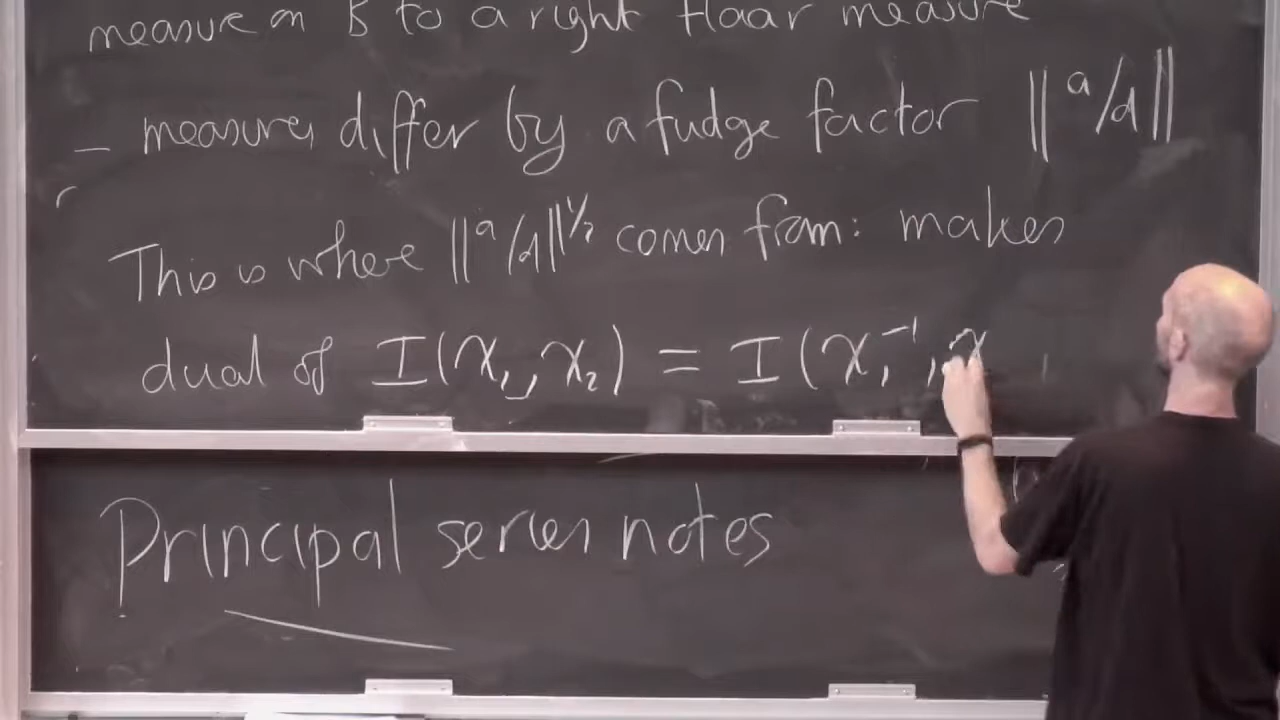 measure on B to a right Haar measure
– measures differ by a fudge factor ||a/d||
This is where ||a/d||^1/2 comes from: makes
dual of I(χ₁, χ₂) = I(χ₁⁻¹, χ
Principal series notes